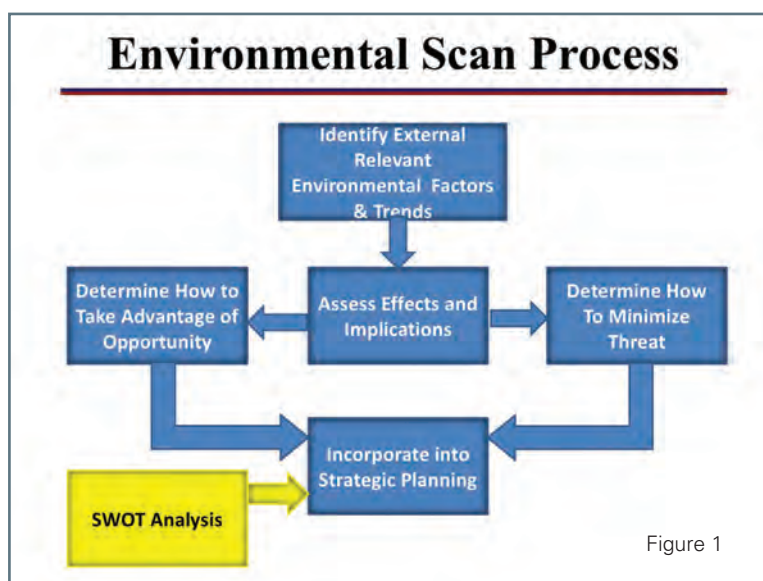 Environmental Scan Process
Identify External
Relevant
Environmental Factors
& Trends
Determine How to
Take Advantage of
Opportunity
Assess Effects and
Implications
Determine How
To Minimize
Threat
Incorporate into
Strategic Planning
SWOT Analysis
Figure 1